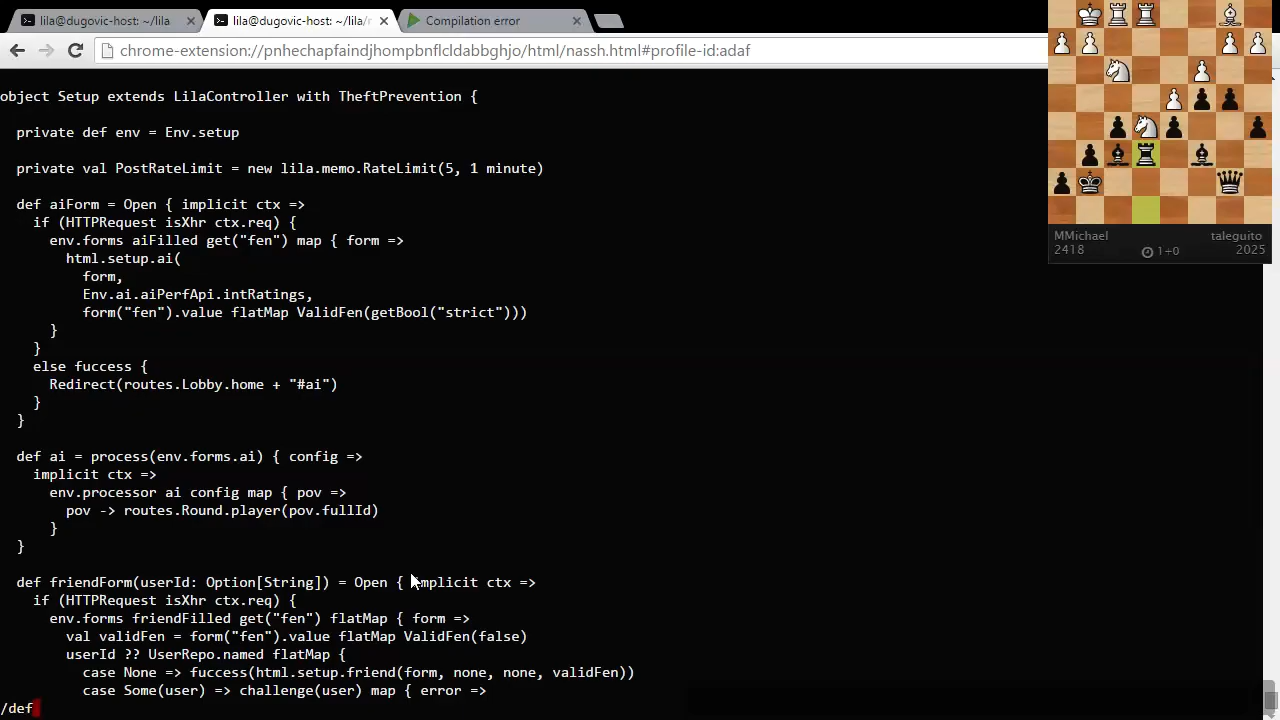 lila@dugovic-host: ~/lila
lila@dugovic-host: ~/lila/r
Compilation error
chrome-extension://pnhechapfaindjhompbnflcldabbghjo/html/nassh.html#profile-id:adaf
object Setup extends LilaController with TheftPrevention {
private def env = Env.setup
private val PostRateLimit = new lila.memo.RateLimit(5, 1 minute)
def aiForm = Open { implicit ctx =>
if (HTTPRequest isXhr ctx.req) {
env.forms aiFilled get("fen") map { form =>
html.setup.ai(
form,
Env.ai.aiPerfApi.intRatings,
form("fen").value flatMap ValidFen(getBool("strict")))
}
}
else fuccess {
Redirect(routes.Lobby.home + "#ai")
}
}
def ai = process(env.forms.ai) { config =>
implicit ctx =>
env.processor ai config map { pov =>
pov -> routes.Round.player(pov.fullId)
}
}
def friendForm(userId: Option[String]) = Open { implicit ctx =>
if (HTTPRequest isXhr ctx.req) {
env.forms friendFilled get("fen") flatMap { form =>
val validFen = form("fen").value flatMap ValidFen(false)
userId ?? UserRepo.named flatMap {
case None => fuccess(html.setup.friend(form, none, none, validFen))
case Some(user) => challenge(user) map { error =>
/def
MMichael
2418
1+0
taleguito
2025